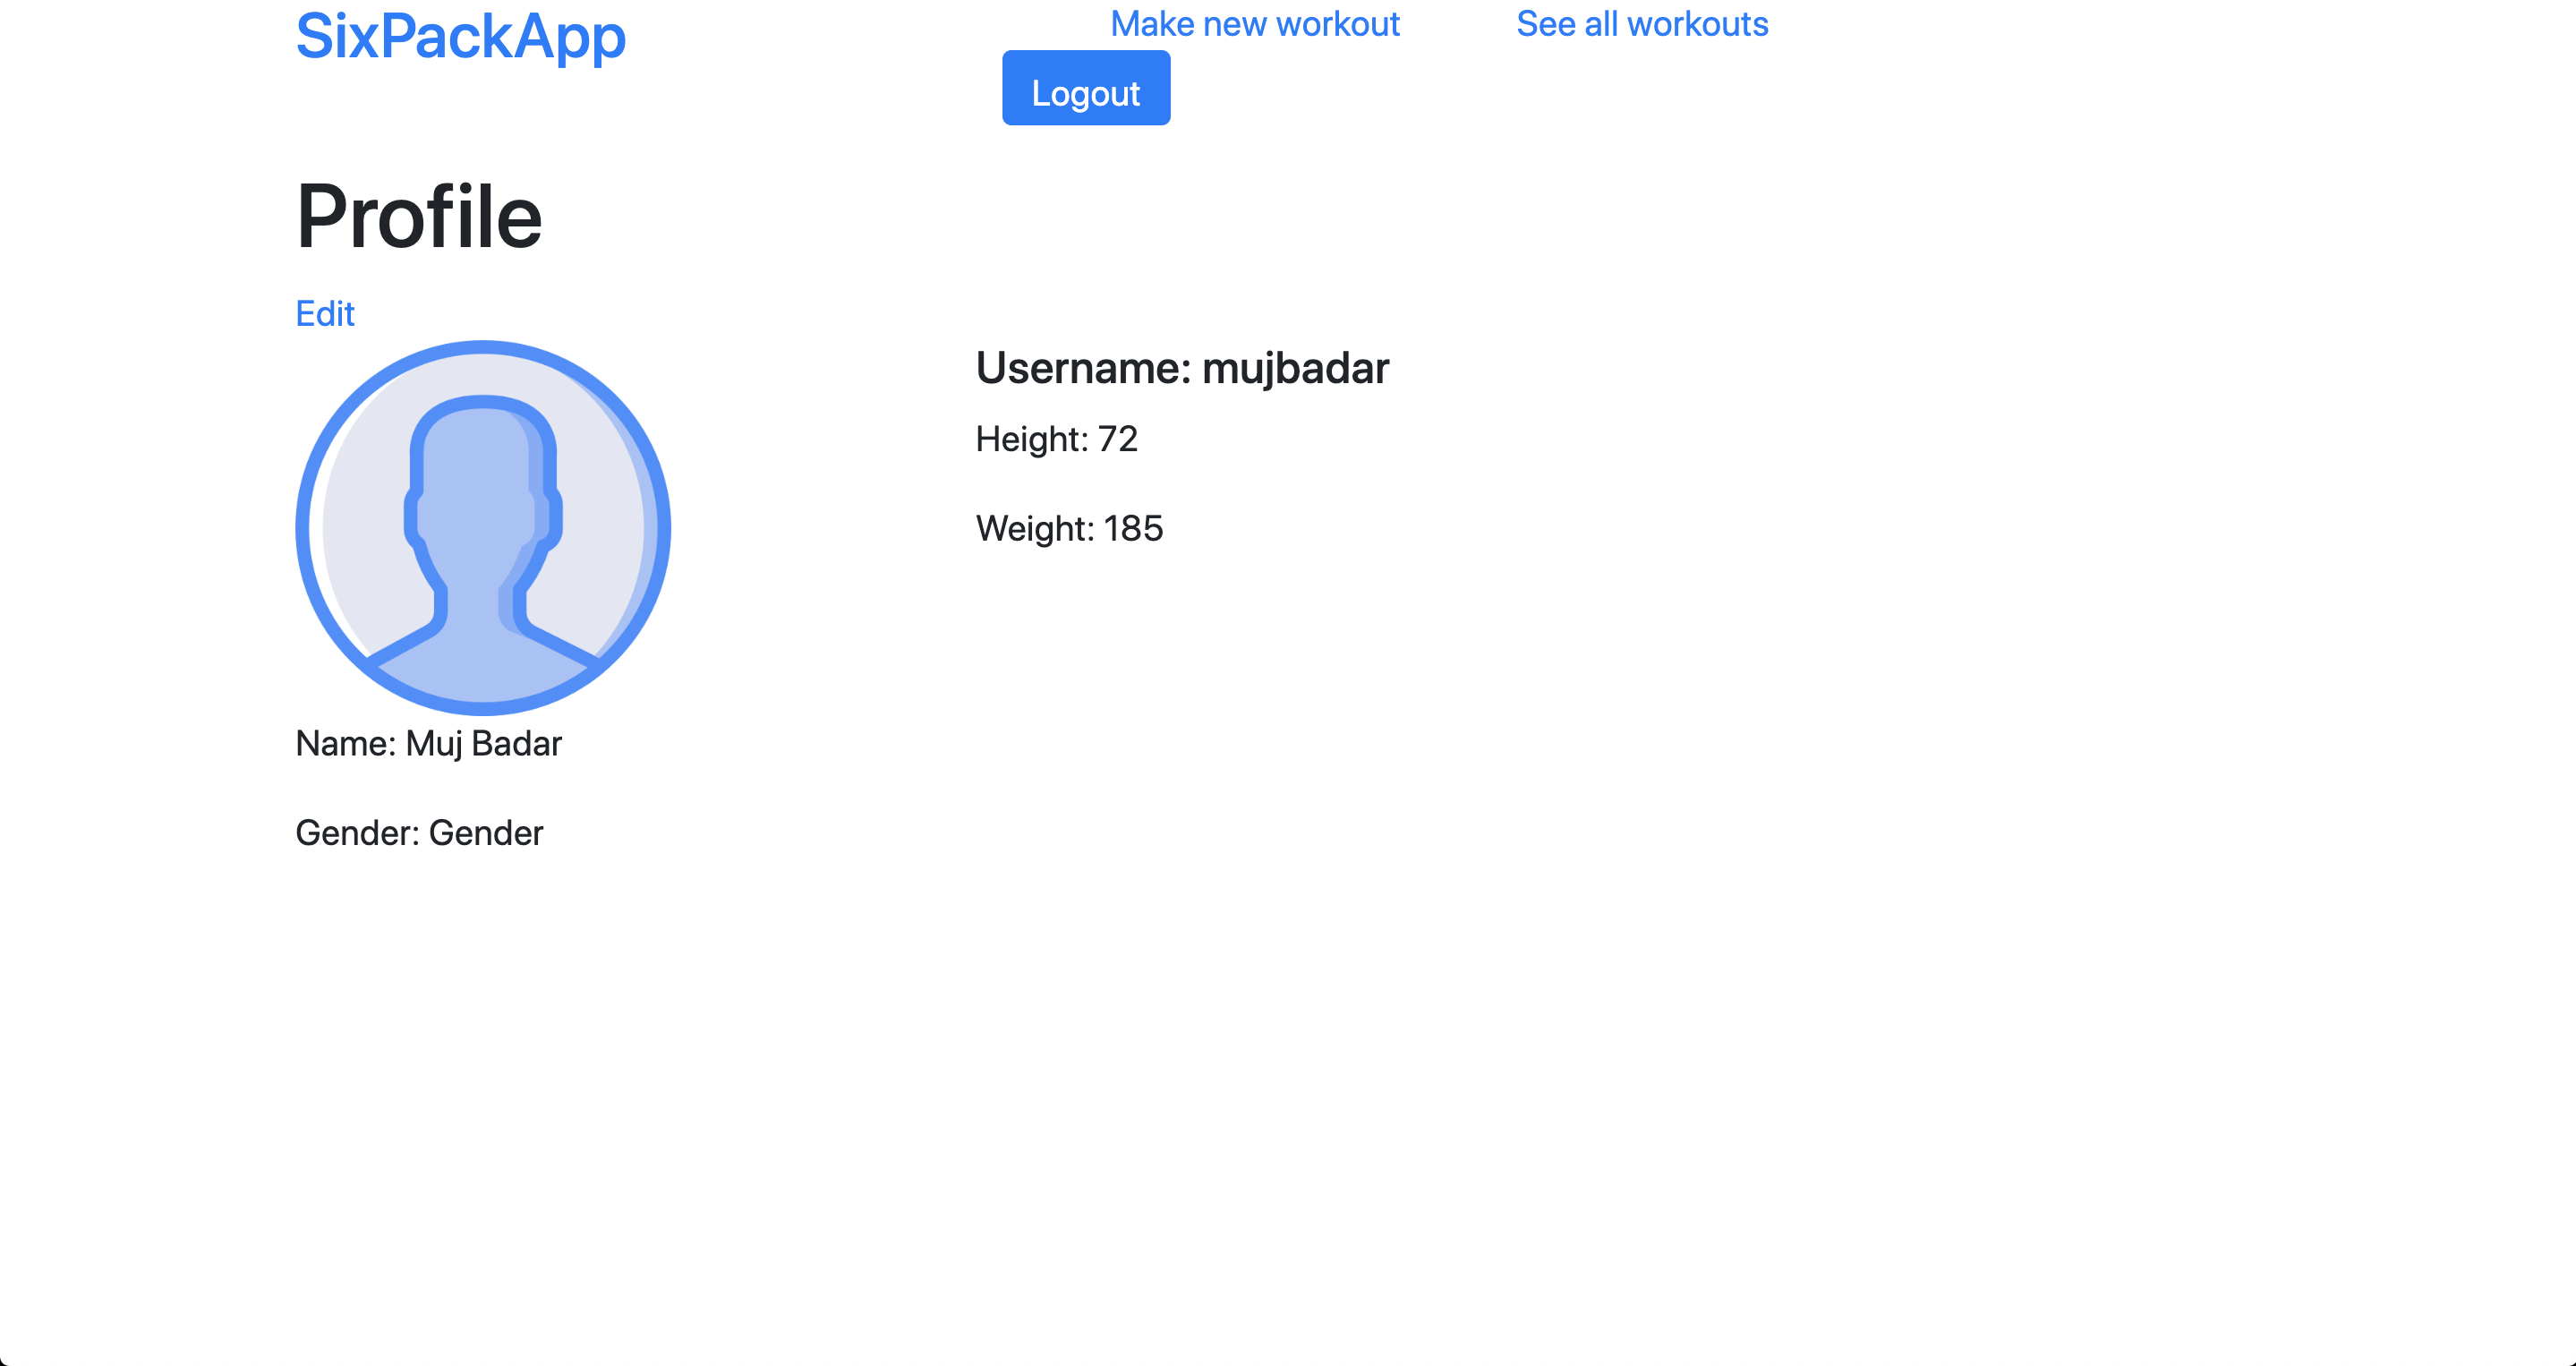 SixPackApp
Make new workout
See all workouts
Logout
Profile
Edit
Username: mujbadar
Height: 72
Weight: 185
Name: Muj Badar
Gender: Gender